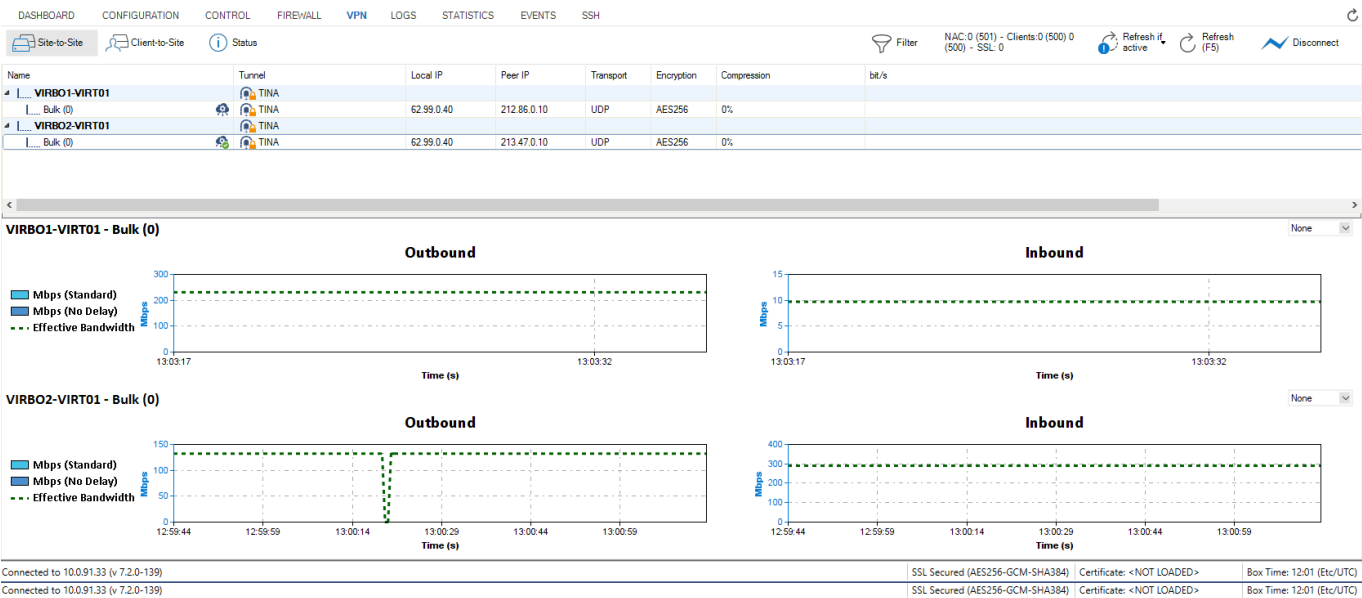 DASHBOARD CONFIGURATION CONTROL FIREWALL VPN LOGS STATISTICS EVENTS SSH
Site-to-Site Client-to-Site Status Filter NAC:0 (501) - Clients:0 (500) 0 (500) - SSL: 0 Refresh if active Refresh (F5) Disconnect
Name Tunnel Local IP Peer IP Transport Encryption Compression bit/s
VIRBO1-VIRT01 TINA
Bulk (0) TINA 62.99.0.40 212.86.0.10 UDP AES256 0%
VIRBO2-VIRT01 TINA
Bulk (0) TINA 62.99.0.40 213.47.0.10 UDP AES256 0%
VIRBO1-VIRT01 - Bulk (0) None
Outbound
Mbps (Standard)
Mbps (No Delay)
Effective Bandwidth
Mbps
300
200
100
0
13:03:17 13:03:32
Time (s)
Inbound
Mbps
15
10
5
0
13:03:17 13:03:32
Time (s)
VIRBO2-VIRT01 - Bulk (0) None
Outbound
Mbps (Standard)
Mbps (No Delay)
Effective Bandwidth
Mbps
150
100
50
0
12:59:44 12:59:59 13:00:14 13:00:29 13:00:44 13:00:59
Time (s)
Inbound
Mbps
400
300
200
100
0
12:59:44 12:59:59 13:00:14 13:00:29 13:00:44 13:00:59
Time (s)
Connected to 10.0.91.33 (v 7.2.0-139) SSL Secured (AES256-GCM-SHA384) Certificate: <NOT LOADED> Box Time: 12:01 (Etc/UTC)
Connected to 10.0.91.33 (v 7.2.0-139) SSL Secured (AES256-GCM-SHA384) Certificate: <NOT LOADED> Box Time: 12:01 (Etc/UTC)